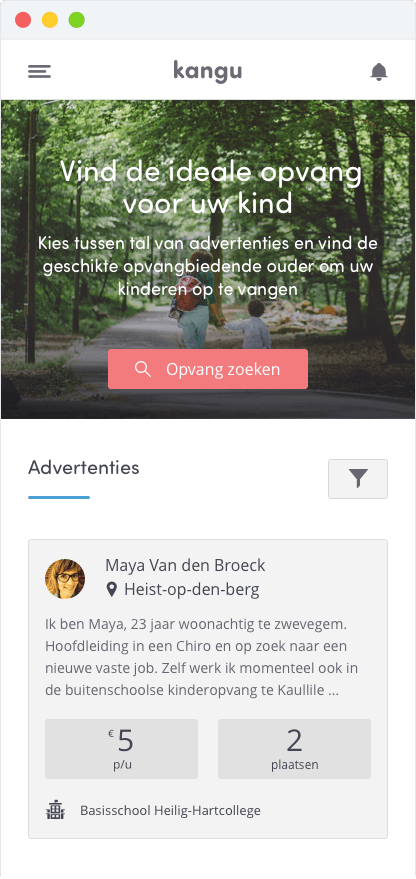 kangu
Vind de ideale opvang
voor uw kind
Kies tussen tal van advertenties en vind de
geschikte opvangbiedende ouder om uw
kinderen op te vangen
Opvang zoeken
Advertenties
Maya Van den Broeck
Heist-op-den-berg
Ik ben Maya, 23 jaar woonachtig te zwevegem.
Hoofdleiding in een Chiro en op zoek naar een
nieuwe vaste job. Zelf werk ik momenteel ook in
de buitenschoolse kinderopvang te Kaullile ...
€5 2
p/u plaatsen
Basisschool Heilig-Hartcollege